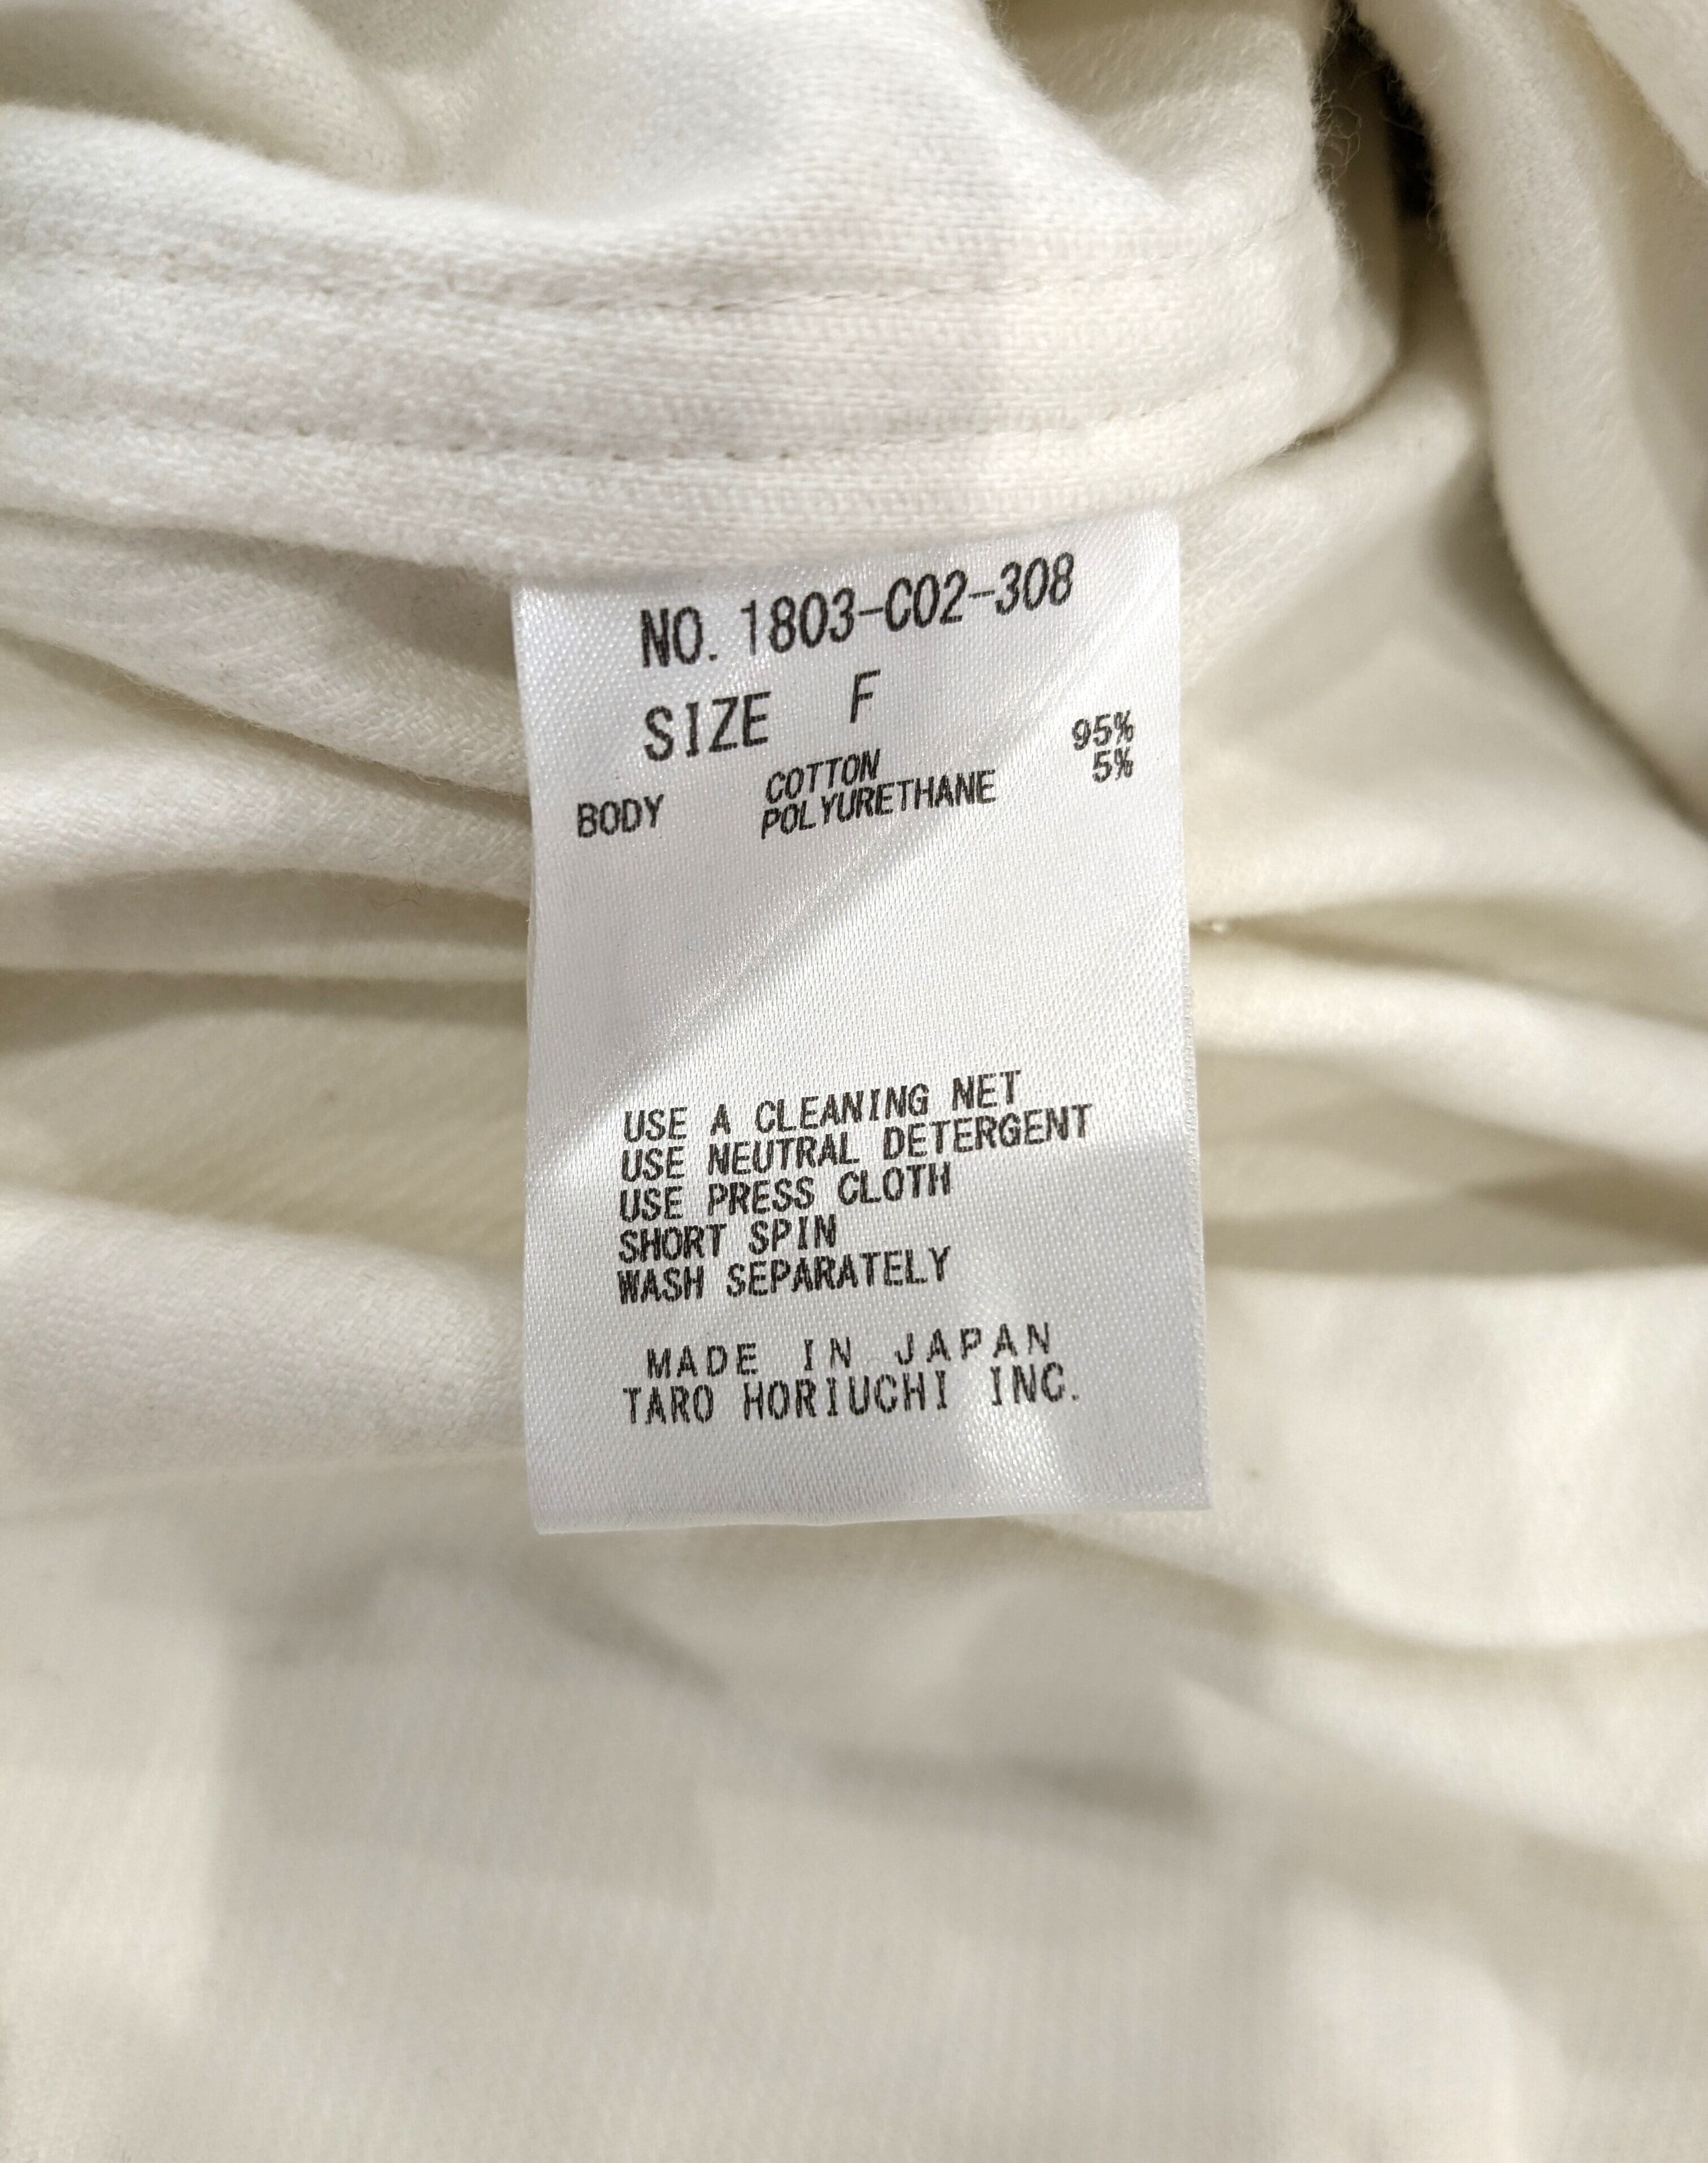 NO. 1803-C02-308
SIZE F
COTTON 95%
BODY POLYURETHANE 5%
USE A CLEANING NET
USE NEUTRAL DETERGENT
USE PRESS CLOTH
SHORT SPIN
WASH SEPARATELY
MADE IN JAPAN
TARO HORIUCHI INC.